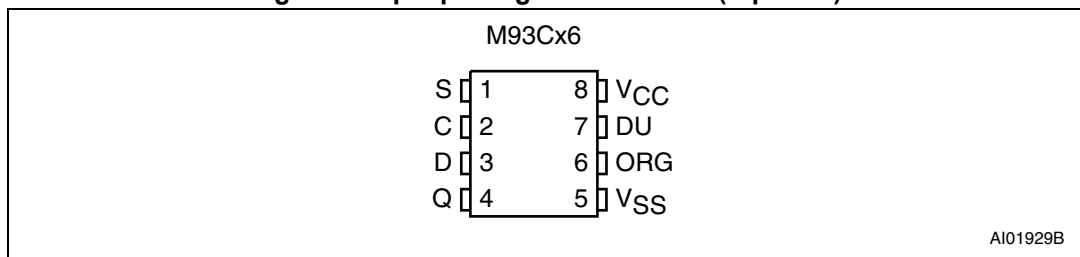 M93Cx6
S 1 8 VCC
C 2 7 DU
D 3 6 ORG
Q 4 5 VSS
AI01929B